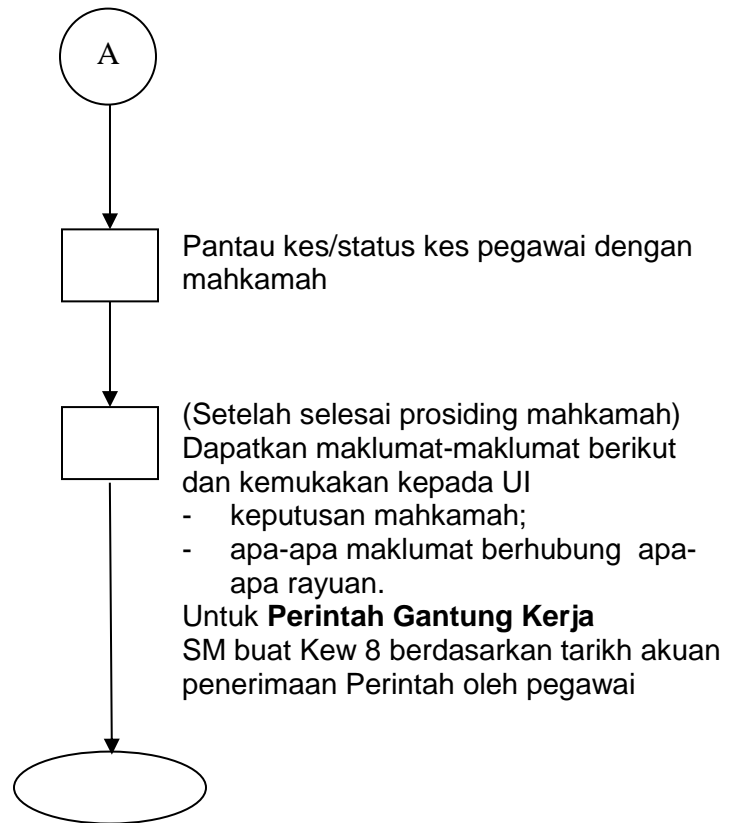 A
Pantau kes/status kes pegawai dengan
mahkamah
(Setelah selesai prosiding mahkamah)
Dapatkan maklumat-maklumat berikut
dan kemukakan kepada UI
- keputusan mahkamah;
- apa-apa maklumat berhubung apa-
apa rayuan.
Untuk Perintah Gantung Kerja
SM buat Kew 8 berdasarkan tarikh akuan
penerimaan Perintah oleh pegawai